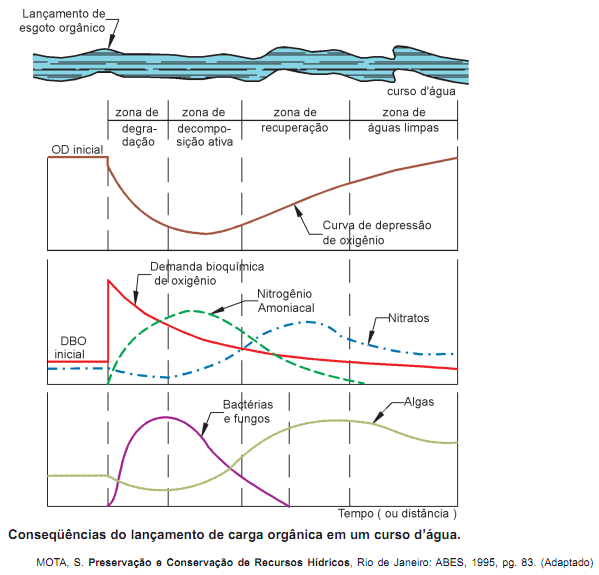 Lançamento de
esgoto orgânico
curso d'água
zona de
degra-
dação
zona de
decompo-
sição ativa
zona de
recuperação
zona de
águas limpas
OD inicial
Curva de depressão
de oxigênio
Demanda bioquímica
de oxigênio
Nitrogênio
Amoniacal
Nitratos
DBO
inicial
Bactérias
e fungos
Algas
Tempo ( ou distância )
Conseqüências do lançamento de carga orgânica em um curso d'água.
MOTA, S. Preservação e Conservação de Recursos Hídricos, Rio de Janeiro: ABES, 1995, pg. 83. (Adaptado)